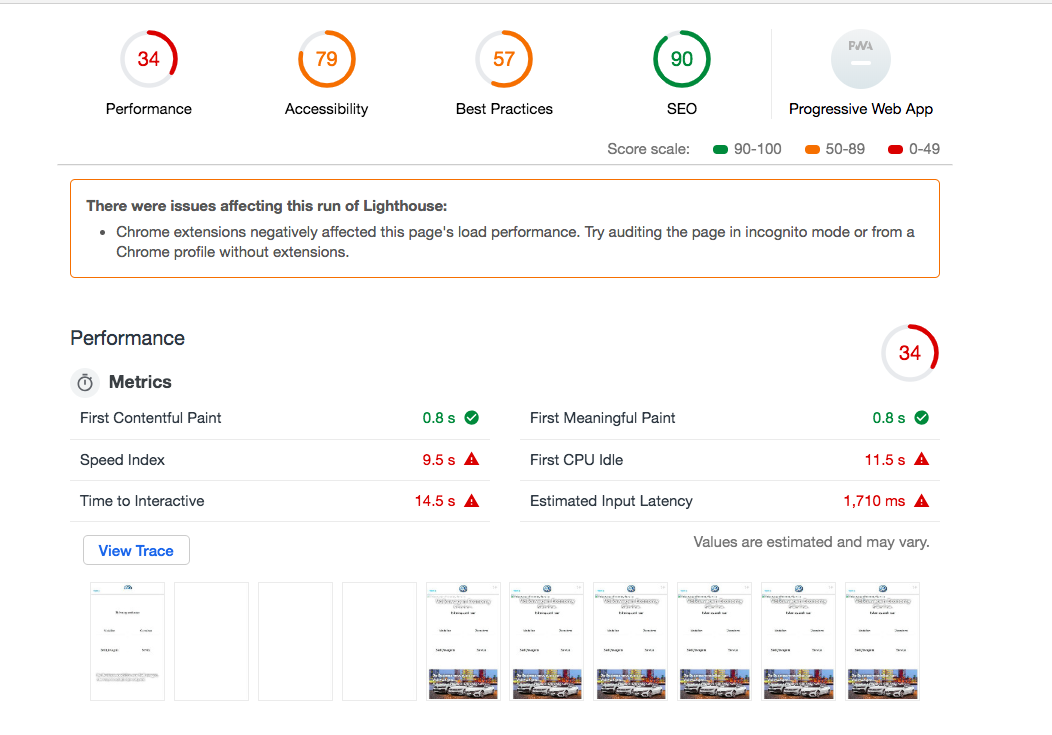 34 79 57 90 PWA
Performance Accessibility Best Practices SEO Progressive Web App
Score scale: 90-100 50-89 0-49
There were issues affecting this run of Lighthouse:
• Chrome extensions negatively affected this page's load performance. Try auditing the page in incognito mode or from a
Chrome profile without extensions.
Performance 34
Metrics
First Contentful Paint 0.8 s First Meaningful Paint 0.8 s
Speed Index 9.5 s First CPU Idle 11.5 s
Time to Interactive 14.5 s Estimated Input Latency 1,710 ms
View Trace Values are estimated and may vary.